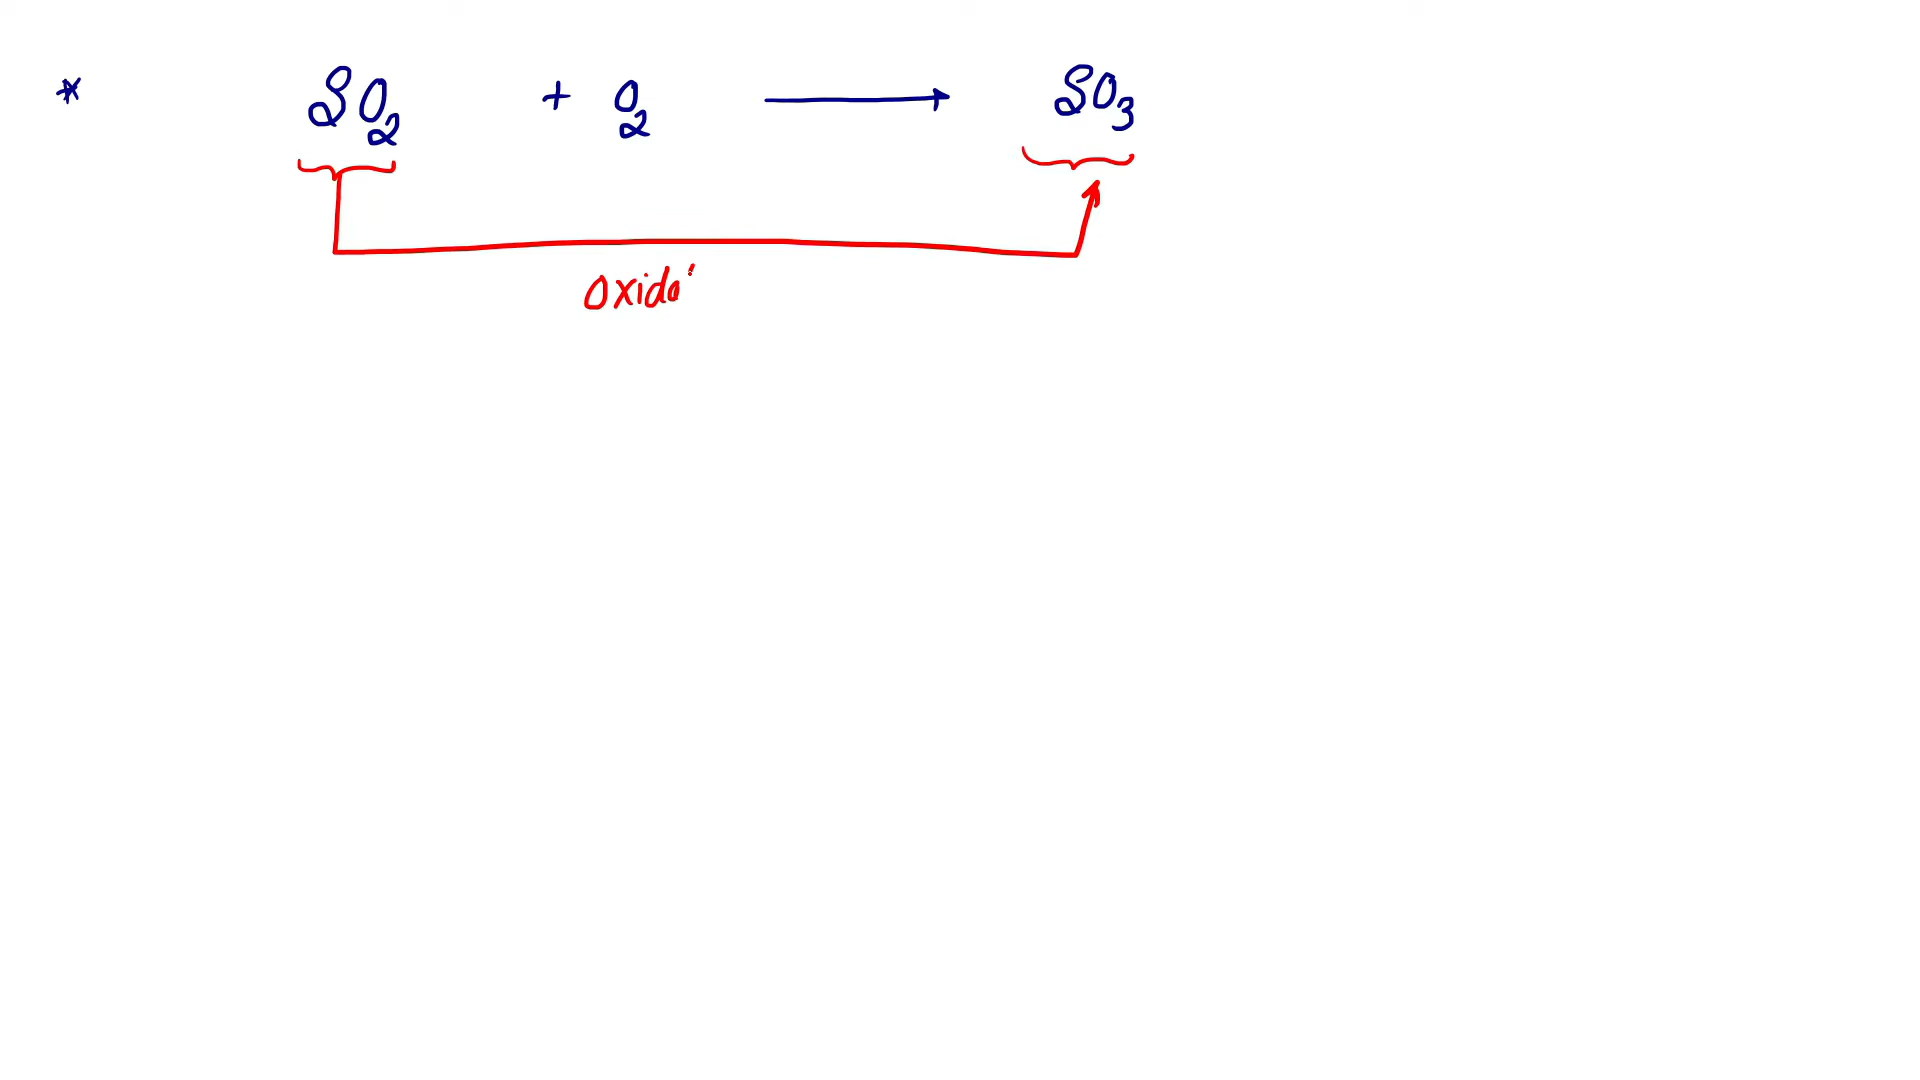 * SO₂ + O₂ → SO₃
oxida'